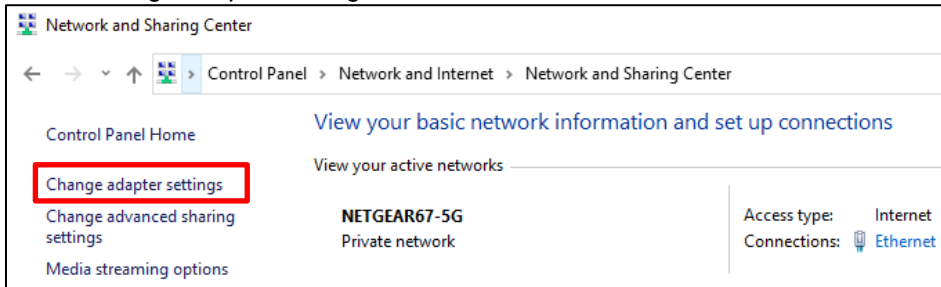 Network and Sharing Center
Control Panel > Network and Internet > Network and Sharing Center
Control Panel Home
Change adapter settings
Change advanced sharing
settings
Media streaming options
View your basic network information and set up connections
View your active networks
NETGEAR67-5G
Private network
Access type: Internet
Connections: Ethernet